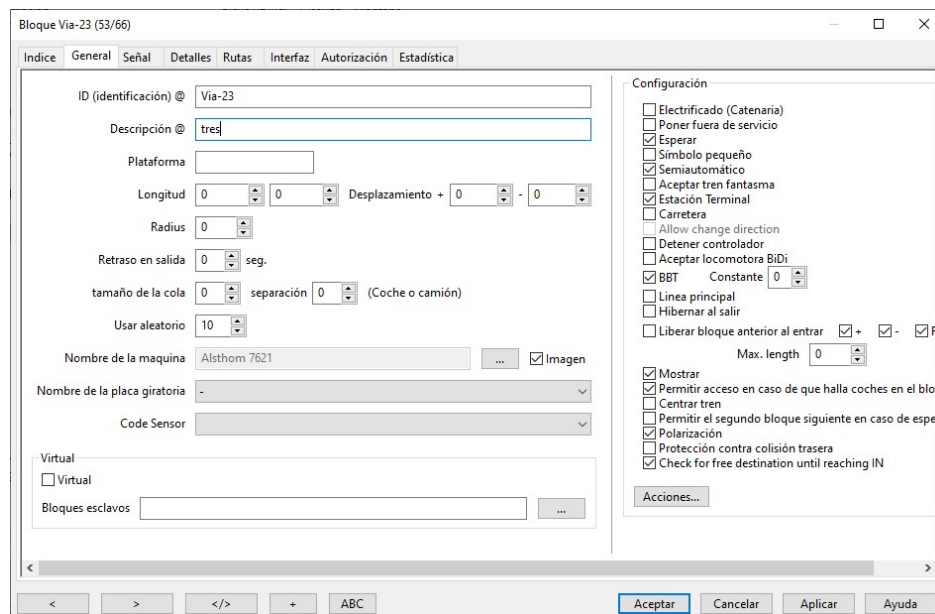 Bloque Via-23 (53/66)
Indice General Señal Detalles Rutas Interfaz Autorización Estadística
ID (identificación) @ Via-23
Descripción @ tres
Plataforma
Longitud 0 0 Desplazamiento + 0 - 0
Radius 0
Retraso en salida 0 seg.
tamaño de la cola 0 separación 0 (Coche o camión)
Usar aleatorio 10
Nombre de la maquina Alsthom 7621 ... Imagen
Nombre de la placa giratoria -
Code Sensor
Virtual
Virtual
Bloques esclavos ...
Configuración
Electrificado (Catenaria)
Poner fuera de servicio
Esperar
Símbolo pequeño
Semiautomático
Aceptar tren fantasma
Estación Terminal
Carretera
Allow change direction
Detener controlador
Aceptar locomotora BiDi
BBT Constante 0
Linea principal
Hibernar al salir
Liberar bloque anterior al entrar + -
Max. length 0
Mostrar
Permitir acceso en caso de que halla coches en el blo
Centrar tren
Permitir el segundo bloque siguiente en caso de espe
Polarización
Protección contra colisión trasera
Check for free destination until reaching IN
Acciones...
< > </> + ABC Aceptar Cancelar Aplicar Ayuda